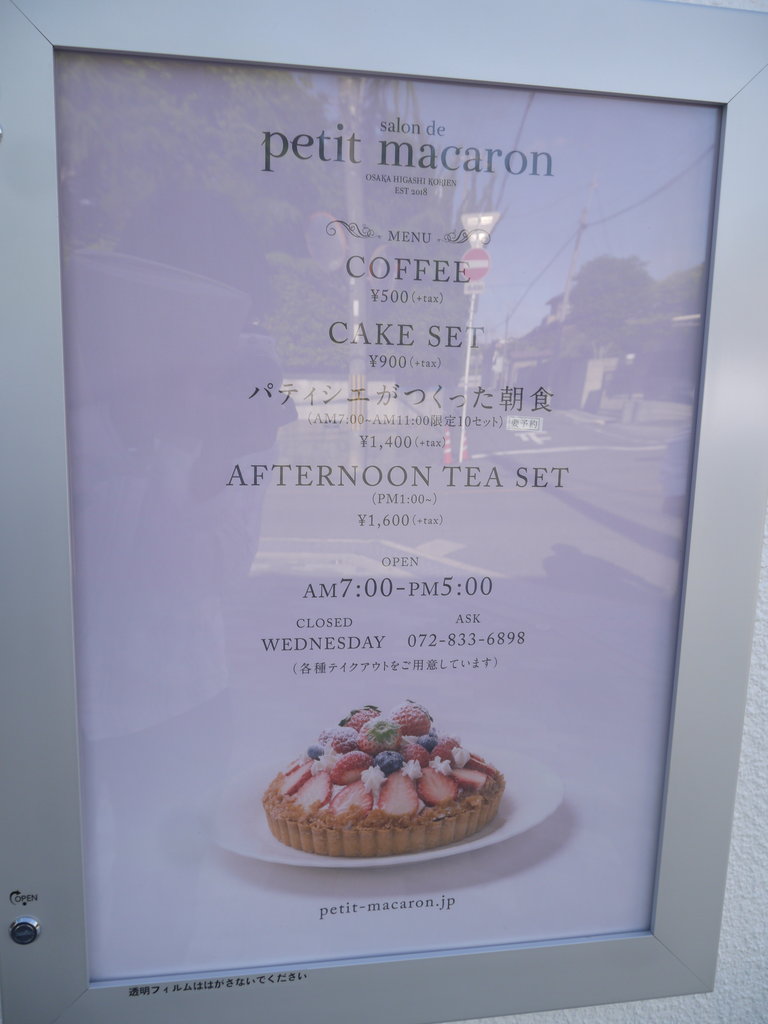 salon de
petit macaron
OSAKA HIGASHI KORIEN
EST 2018
MENU
COFFEE
¥500(+tax)
CAKE SET
¥900(+tax)
パティシエがつくった朝食
(AM7:00~AM11:00限定10セット) 要予約
¥1,400(+tax)
AFTERNOON TEA SET
(PM1:00~)
¥1,600(+tax)
OPEN
AM7:00-PM5:00
CLOSED ASK
WEDNESDAY 072-833-6898
(各種テイクアウトをご用意しています)
petit-macaron.jp
OPEN
透明フィルムははがさないでください